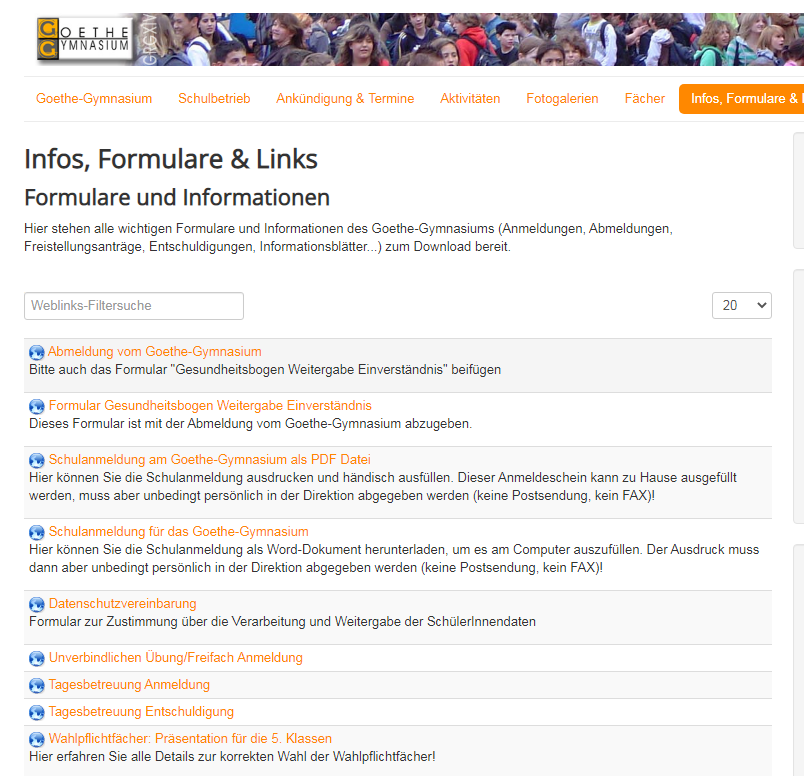 GOETHE
GYMNASIUM
GRGXIV
Goethe-Gymnasium Schulbetrieb Ankündigung & Termine Aktivitäten Fotogalerien Fächer Infos, Formulare &
Infos, Formulare & Links
Formulare und Informationen
Hier stehen alle wichtigen Formulare und Informationen des Goethe-Gymnasiums (Anmeldungen, Abmeldungen,
Freistellungsanträge, Entschuldigungen, Informationsblätter...) zum Download bereit.
Weblinks-Filtersuche 20
Abmeldung vom Goethe-Gymnasium
Bitte auch das Formular "Gesundheitsbogen Weitergabe Einverständnis" beifügen
Formular Gesundheitsbogen Weitergabe Einverständnis
Dieses Formular ist mit der Abmeldung vom Goethe-Gymnasium abzugeben.
Schulanmeldung am Goethe-Gymnasium als PDF Datei
Hier können Sie die Schulanmeldung ausdrucken und händisch ausfüllen. Dieser Anmeldeschein kann zu Hause ausgefüllt
werden, muss aber unbedingt persönlich in der Direktion abgegeben werden (keine Postsendung, kein FAX)!
Schulanmeldung für das Goethe-Gymnasium
Hier können Sie die Schulanmeldung als Word-Dokument herunterladen, um es am Computer auszufüllen. Der Ausdruck muss
dann aber unbedingt persönlich in der Direktion abgegeben werden (keine Postsendung, kein FAX)!
Datenschutzvereinbarung
Formular zur Zustimmung über die Verarbeitung und Weitergabe der SchülerInnendaten
Unverbindlichen Übung/Freifach Anmeldung
Tagesbetreuung Anmeldung
Tagesbetreuung Entschuldigung
Wahlpflichtfächer: Präsentation für die 5. Klassen
Hier erfahren Sie alle Details zur korrekten Wahl der Wahlpflichtfächer!